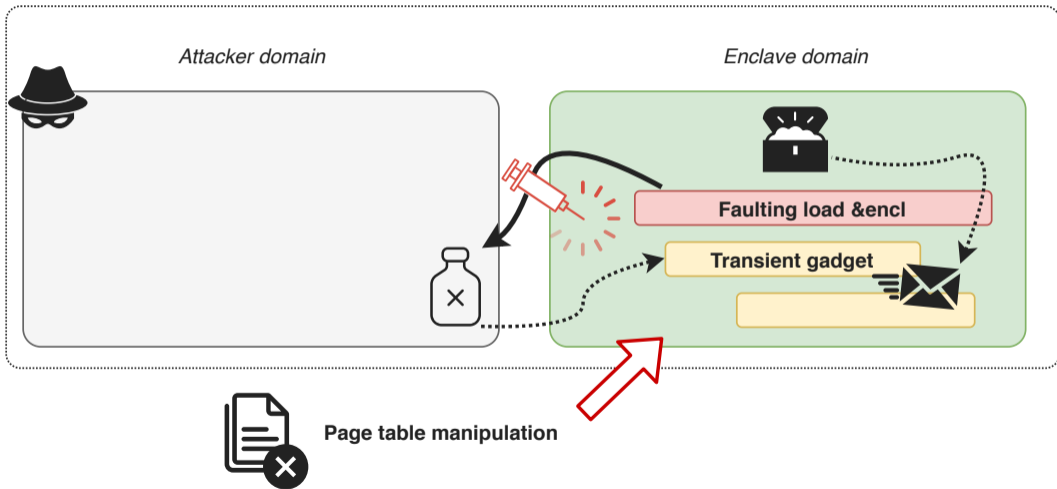 Attacker domain
Enclave domain
Faulting load &encl
Transient gadget
Page table manipulation